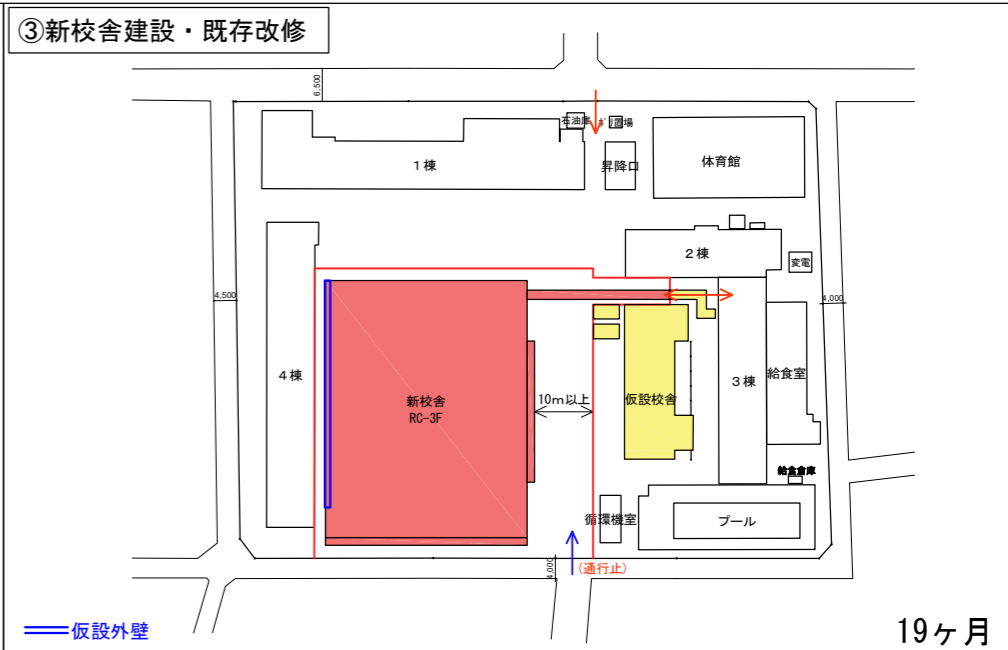 ③新校舎建設・既存改修
6,500
石油庫
置場
昇降口
体育館
1棟
2棟
変電
4,500
4,000
4棟
新校舎
RC-3F
10m以上
仮設校舎
3棟
給食室
給食倉庫
循環機室
プール
4,000
(通行止)
仮設外壁
19ヶ月